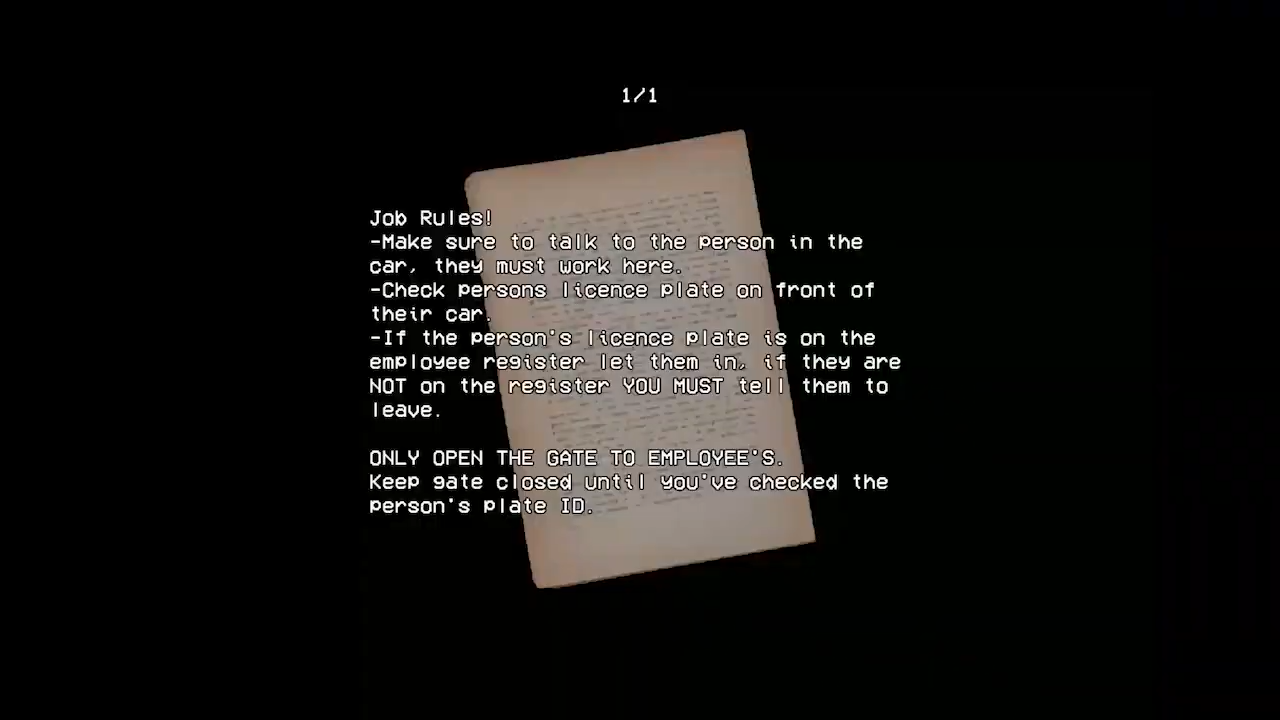 1/1
Job Rules!
-Make sure to talk to the person in the
car, they must work here.
-Check persons licence plate on front of
their car.
-If the person's licence plate is on the
employee register let them in, if they are
NOT on the register YOU MUST tell them to
leave.
ONLY OPEN THE GATE TO EMPLOYEE'S.
Keep gate closed until you've checked the
person's plate ID.